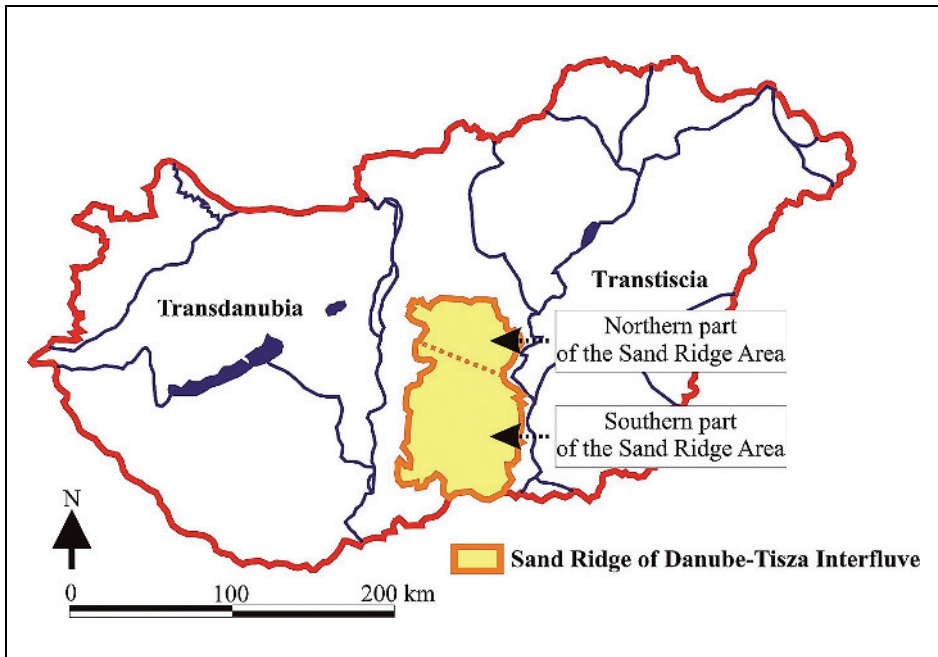 Transdanubia
Transtiscia
Northern part
of the Sand Ridge Area
Southern part
of the Sand Ridge Area
N
Sand Ridge of Danube-Tisza Interfluve
0 100 200 km